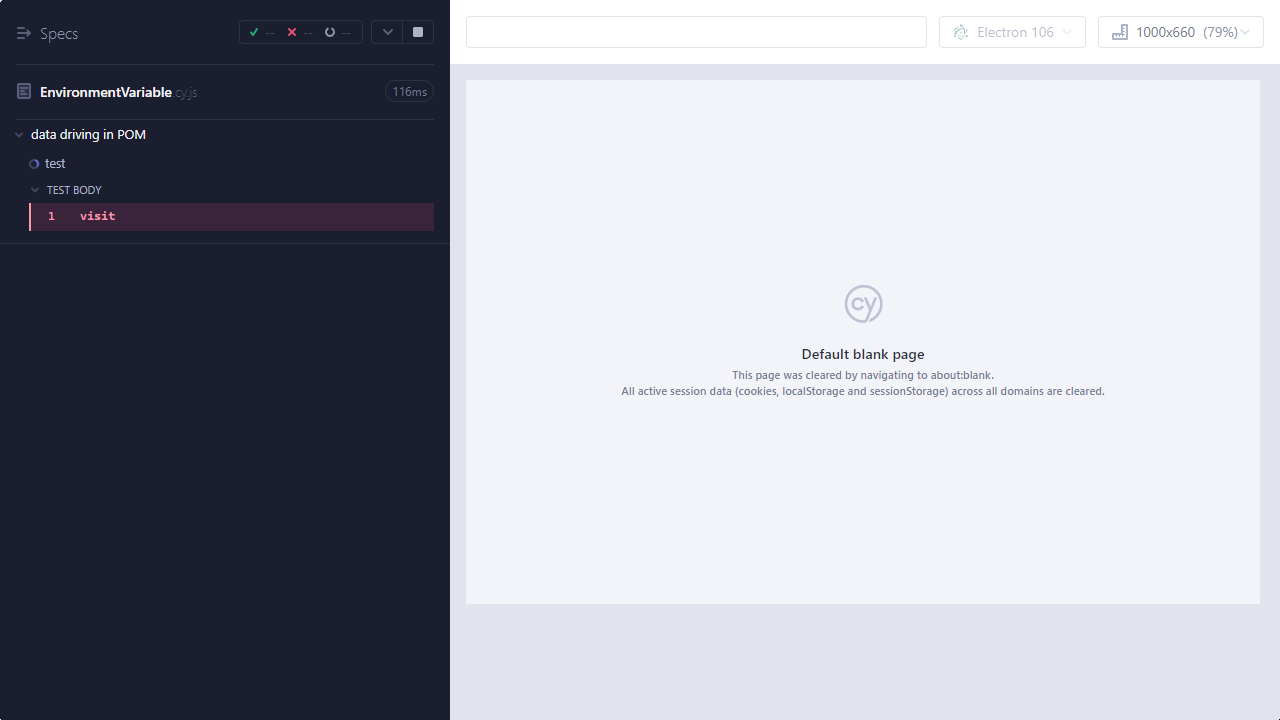 Specs
--
--
--
Electron 106
1000x660 (79%)
EnvironmentVariable.cy.js
116ms
data driving in POM
test
TEST BODY
1 visit
cy
Default blank page
This page was cleared by navigating to about:blank.
All active session data (cookies, localStorage and sessionStorage) across all domains are cleared.